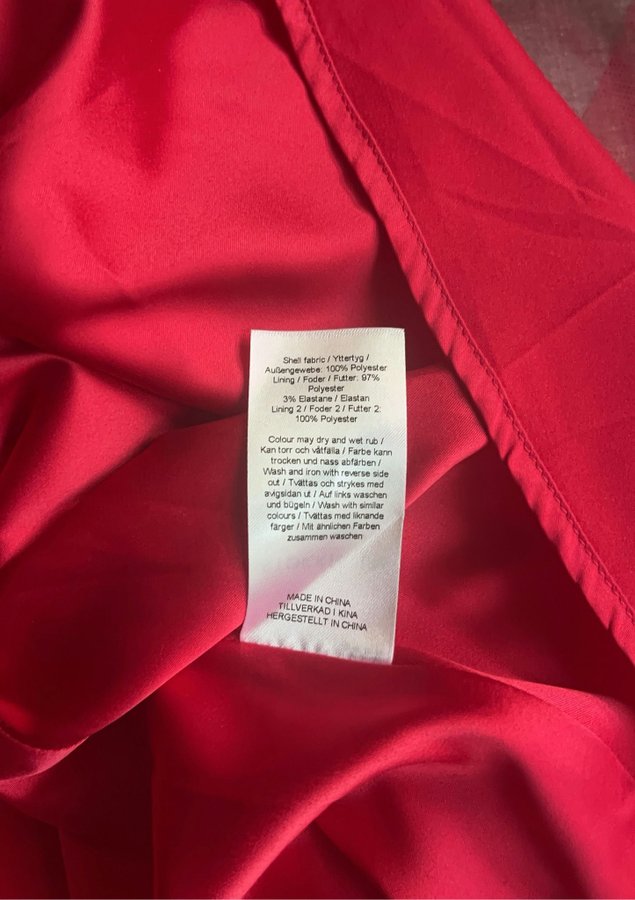 Shell fabric / Yttertyg /
Außengewebe: 100% Polyester
Lining / Foder / Futter: 97%
Polyester
3% Elastane / Elastan
Lining 2 / Foder 2 / Futter 2:
100% Polyester
Colour may dry and wet rub /
Kan torr och våtfälla / Farbe kann
trocken und nass abfärben /
Wash and iron with reverse side
out / Tvättas och strykes med
avigsidan ut / Auf links waschen
und bügeln / Wash with similar
colours / Tvättas med liknande
färger / Mit ähnlichen Farben
zusammen waschen
MADE IN CHINA
TILLVERKAD I KINA
HERGESTELLT IN CHINA